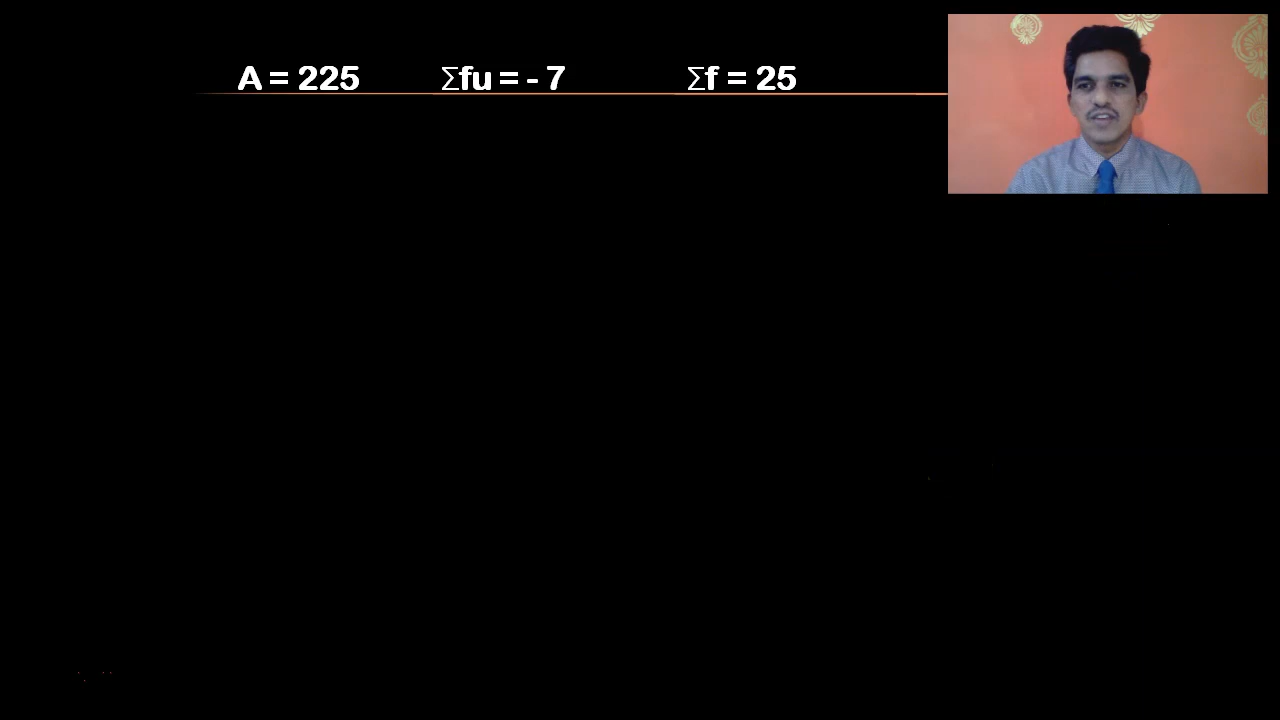 A = 225 Σfu = - 7 Σf = 25